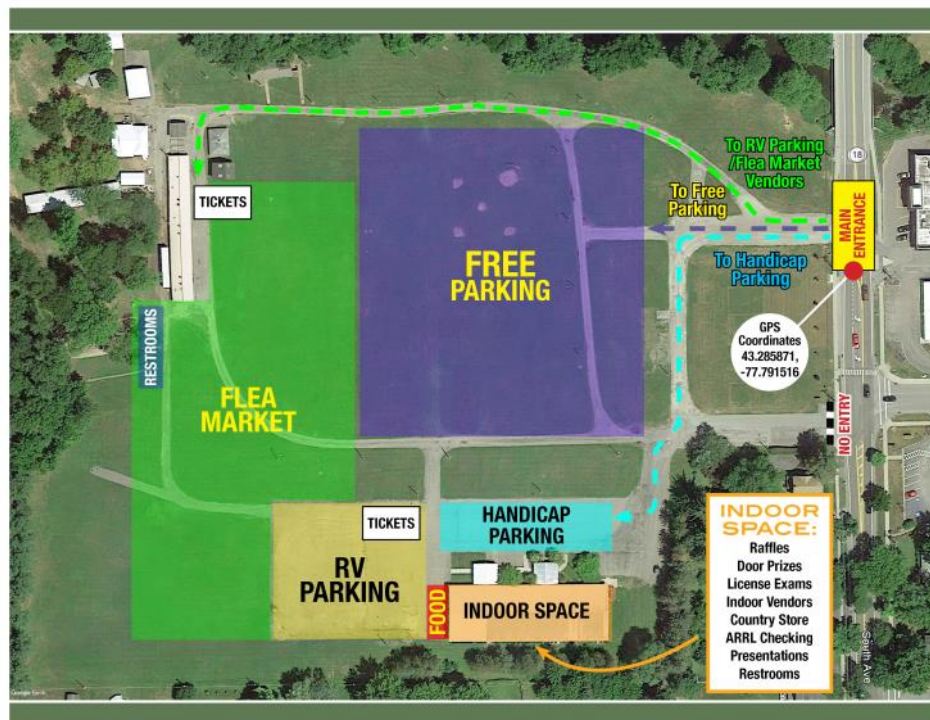 To RV Parking
/Flea Market
Vendors
18
TICKETS
To Free
Parking
MAIN
ENTRANCE
FREE
PARKING
To Handicap
Parking
GPS
Coordinates
43.285871,
-77.791516
RESTROOMS
FLEA
MARKET
NO ENTRY
TICKETS
HANDICAP
PARKING
RV
PARKING
FOOD
INDOOR SPACE
INDOOR
SPACE:
Raffles
Door Prizes
License Exams
Indoor Vendors
Country Store
ARRL Checking
Presentations
Restrooms
South Ave
Google Earth